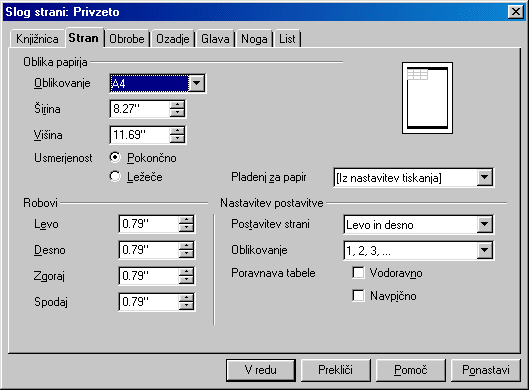 Slog strani: Privzeto
Knjižnica Stran Obrobe Ozadje Glava Noga List
Oblika papirja
Oblikovanje A4
Širina 8.27"
Višina 11.69"
Usmerjenost Pokončno
Ležeče
Pladenj za papir [Iz nastavitev tiskanja]
Robovi
Levo 0.79"
Desno 0.79"
Zgoraj 0.79"
Spodaj 0.79"
Nastavitev postavitve
Postavitev strani Levo in desno
Oblikovanje 1, 2, 3, ...
Poravnava tabele Vodoravno
Navpično
V redu Prekliči Pomoč Ponastavi